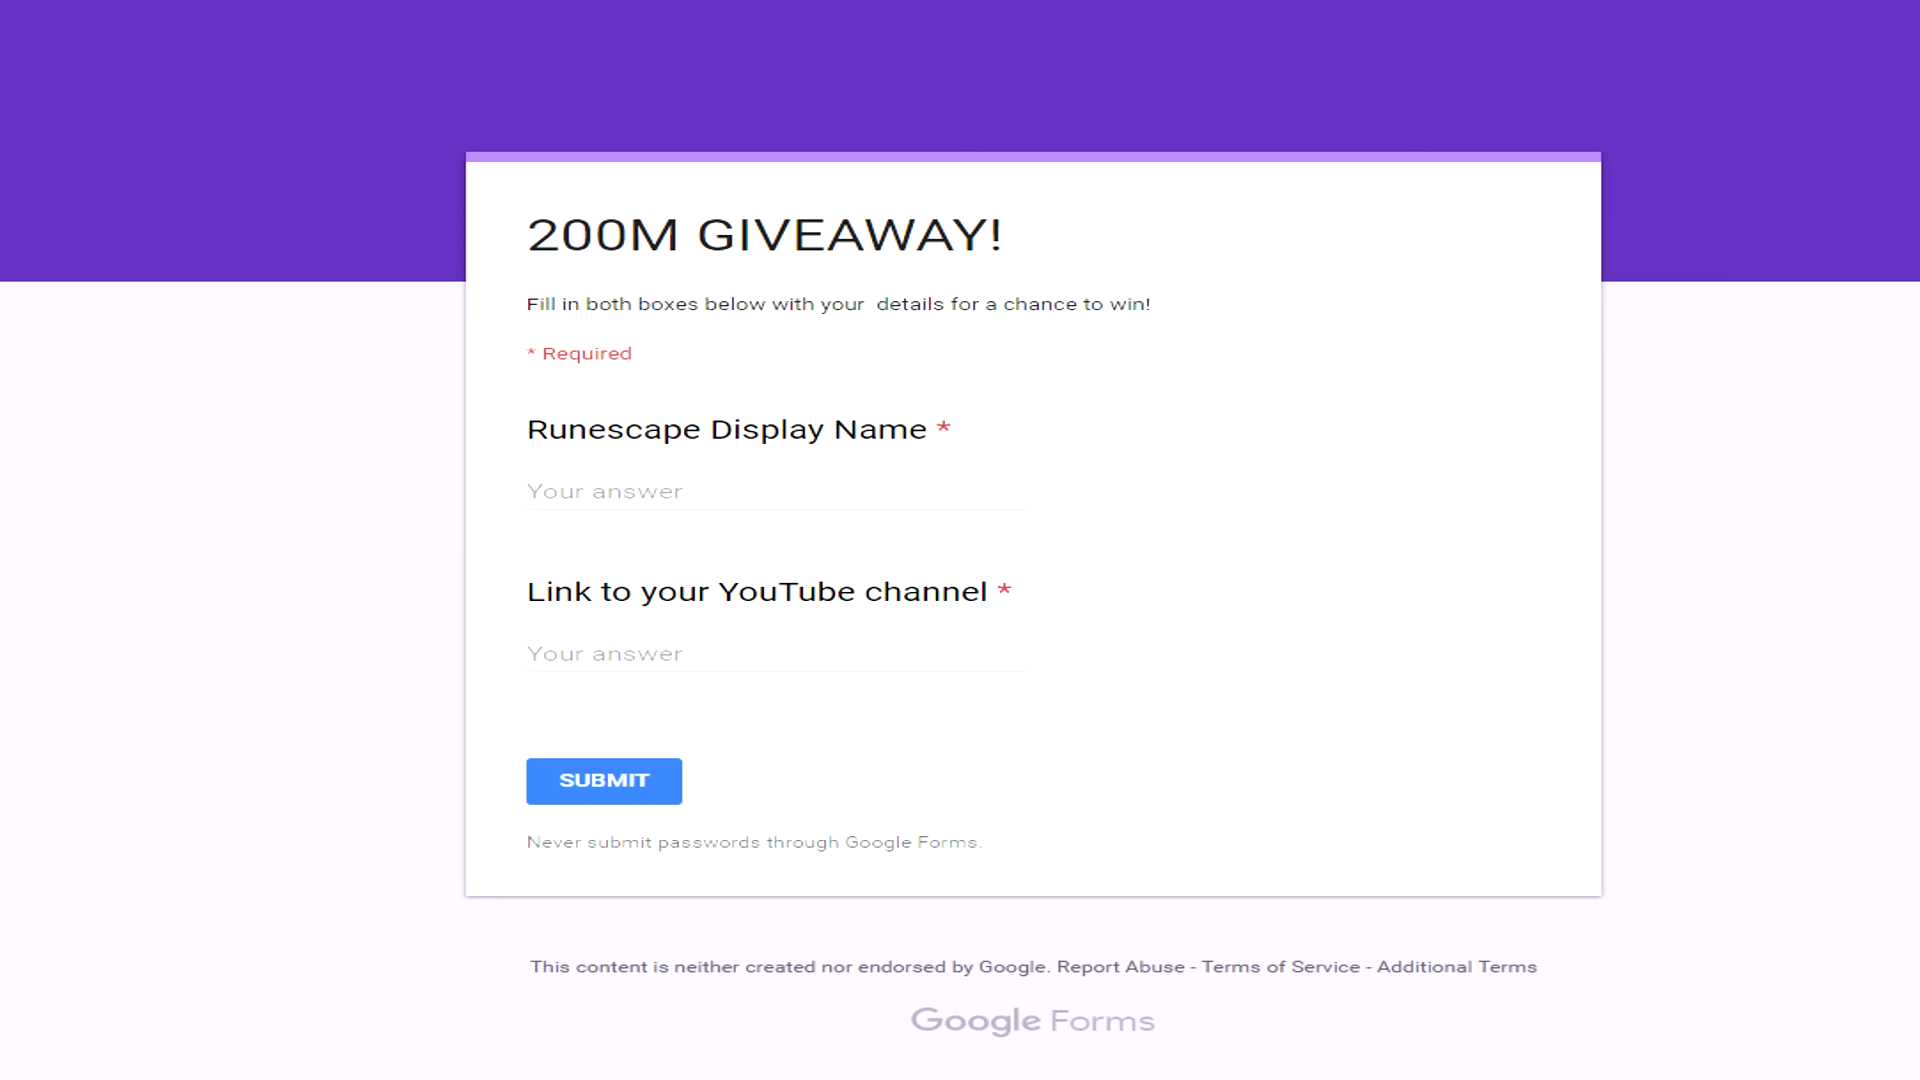 200M GIVEAWAY!
Fill in both boxes below with your  details for a chance to win!
* Required
Runescape Display Name *
Your answer
Link to your YouTube channel *
Your answer
SUBMIT
Never submit passwords through Google Forms.
This content is neither created nor endorsed by Google. Report Abuse - Terms of Service - Additional Terms
Google Forms